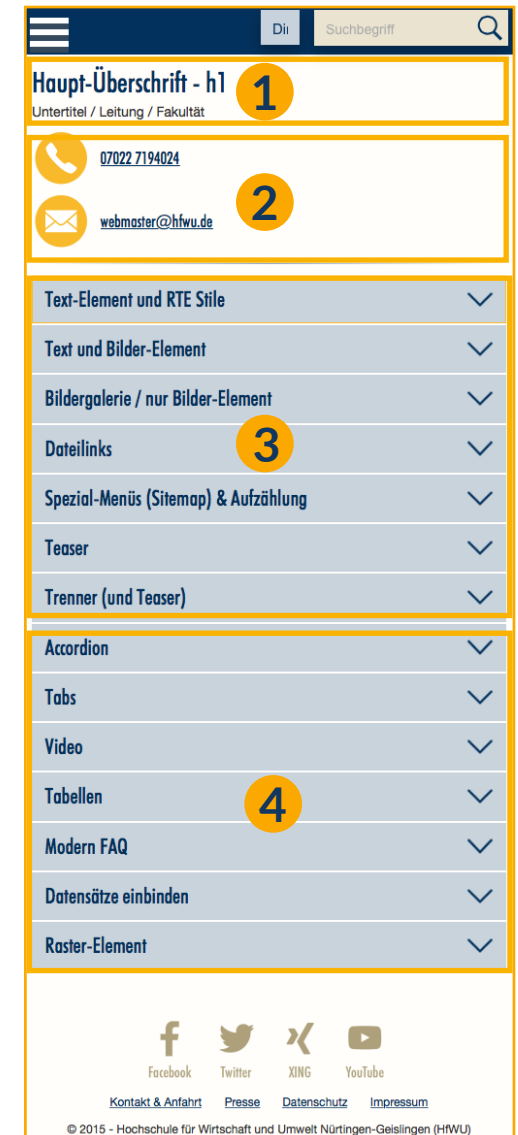 Di
Suchbegriff
Haupt-Überschrift - h1
1
Untertitel / Leitung / Fakultät
07022 7194024
2
webmaster@hfwu.de
Text-Element und RTE Stile
Text und Bilder-Element
Bildergalerie / nur Bilder-Element
3
Dateilinks
Spezial-Menüs (Sitemap) & Aufzählung
Teaser
Trenner (und Teaser)
Accordion
Tabs
Video
Tabellen
4
Modern FAQ
Datensätze einbinden
Raster-Element
Facebook Twitter XING YouTube
Kontakt & Anfahrt Presse Datenschutz Impressum
© 2015 - Hochschule für Wirtschaft und Umwelt Nürtingen-Geislingen (HfWU)